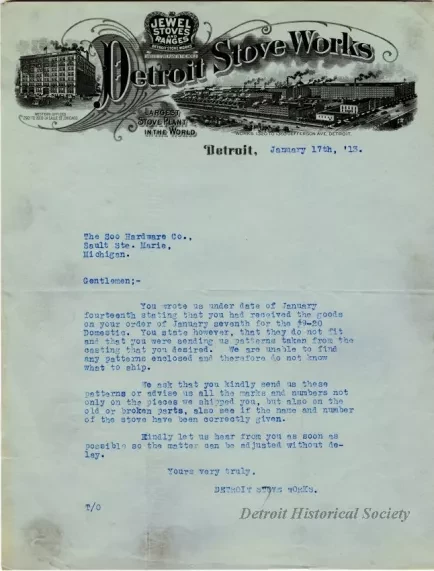 JEWEL
STOVES
AND
RANGES
DETROIT STOVE WORKS
Detroit Stove Works
LARGEST
STOVE PLANT
IN THE WORLD
WESTERN OFFICES
Detroit, January 17th, '13.
The Soo Hardware Co.,
Sault Ste. Marie,
Michigan.
Gentlemen;-
You wrote us under date of January
fourteenth stating that you had received the goods
on your order of January seventh for the #9-20
Domestic. You state however, that they do not fit
and that you were sending us patterns taken from the
casting that you desired. We are unable to find
any patterns enclosed and therefore do not know
what to ship.
We ask that you kindly send us these
patterns or advise us all the marks and numbers not
only on the pieces we shipped you, but also on the
old or broken parts, also see if the name and number
of the stove have been correctly given.
Kindly let us hear from you as soon as
possible so the matter can be adjusted without de-
lay.
Yours very truly,
DETROIT STOVE WORKS.
T/O
Detroit Historical Society